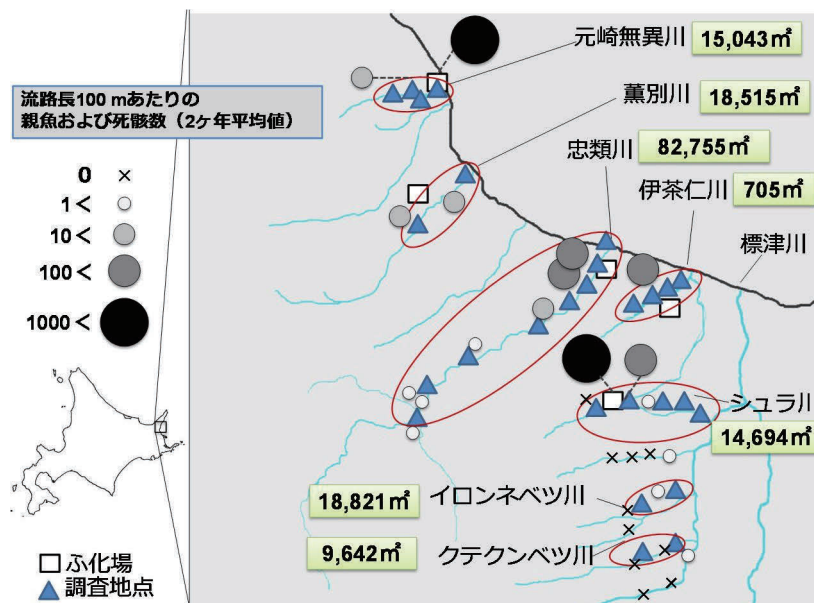 元崎無異川 15,043㎡
流路長100 mあたりの
親魚および死骸数（2ヶ年平均値）
薫別川
18,515㎡
忠類川 82,755㎡
0 ×
伊茶仁川 705㎡
1 <
10 <
標津川
100 <
1000 <
シュラ川
14,694㎡
18,821㎡ イロンネベツ川
9,642㎡ クテクンベツ川
ふ化場
調査地点